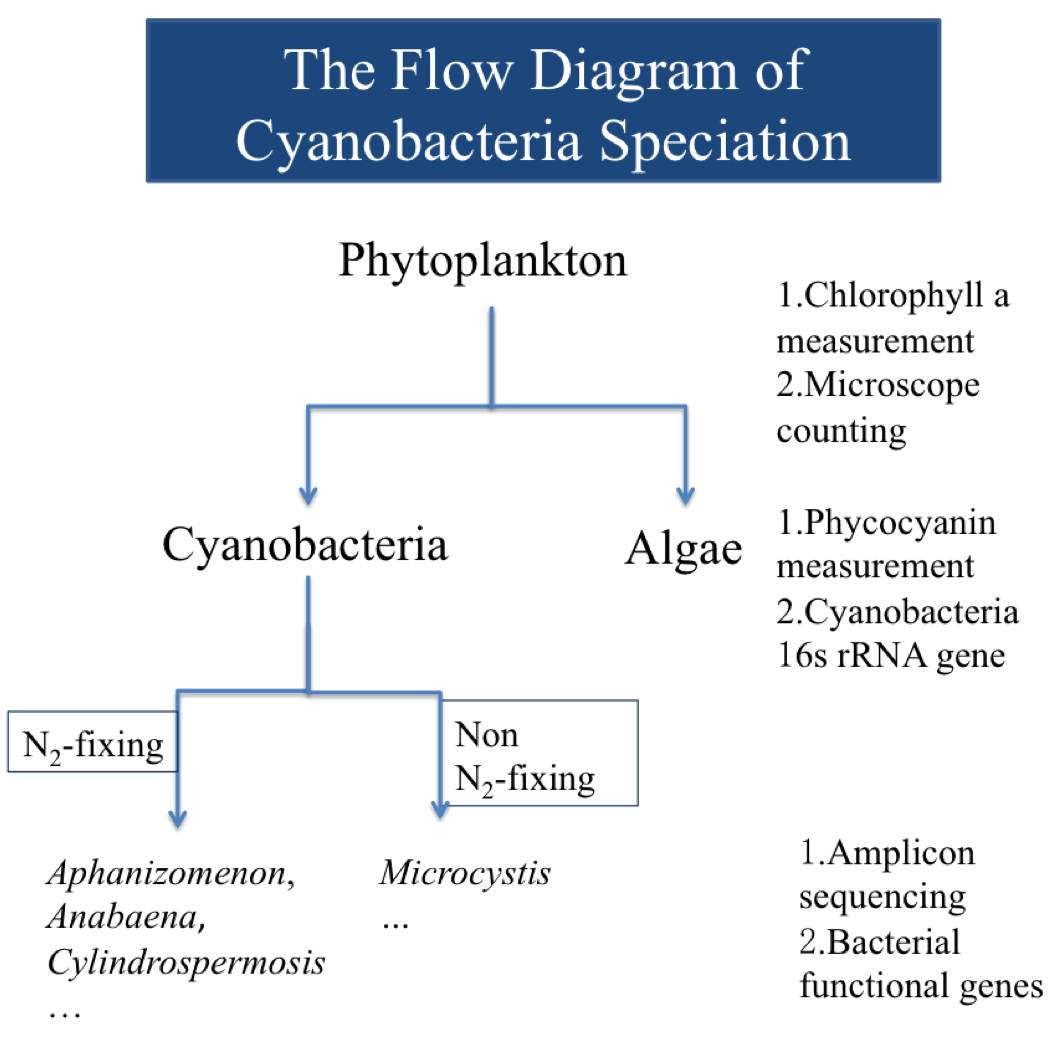 The Flow Diagram of
Cyanobacteria Speciation
Phytoplankton
1.Chlorophyll a
measurement
2.Microscope
counting
Cyanobacteria
Algae
1.Phycocyanin
measurement
2.Cyanobacteria
16s rRNA gene
N₂-fixing
Non
N₂-fixing
Aphanizomenon,
Anabaena,
Cylindrospermosis
…
Microcystis
…
1.Amplicon
sequencing
2.Bacterial
functional genes